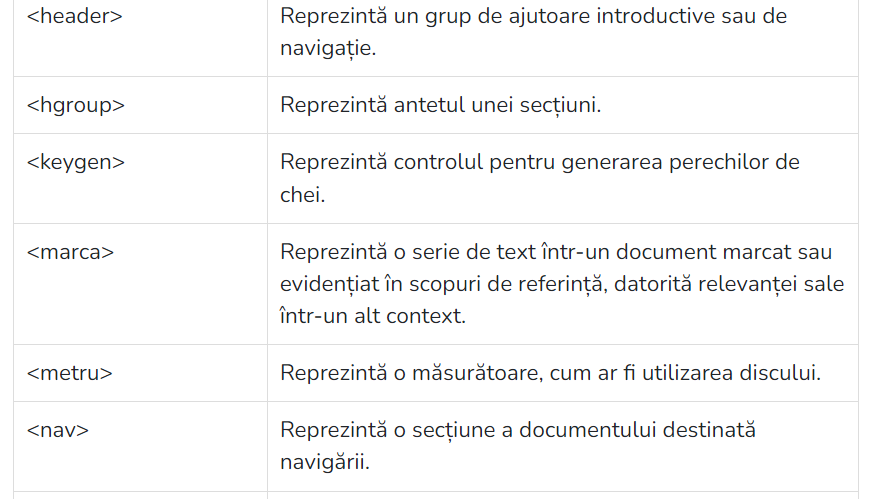 <header>
Reprezintă un grup de ajutoare introductive sau de
navigație.
<hgroup>
Reprezintă antetul unei secțiuni.
<keygen>
Reprezintă controlul pentru generarea perechilor de
chei.
<marca>
Reprezintă o serie de text într-un document marcat sau
evidențiat în scopuri de referință, datorită relevanței sale
într-un alt context.
<metru>
Reprezintă o măsurătoare, cum ar fi utilizarea discului.
<nav>
Reprezintă o secțiune a documentului destinată
navigării.